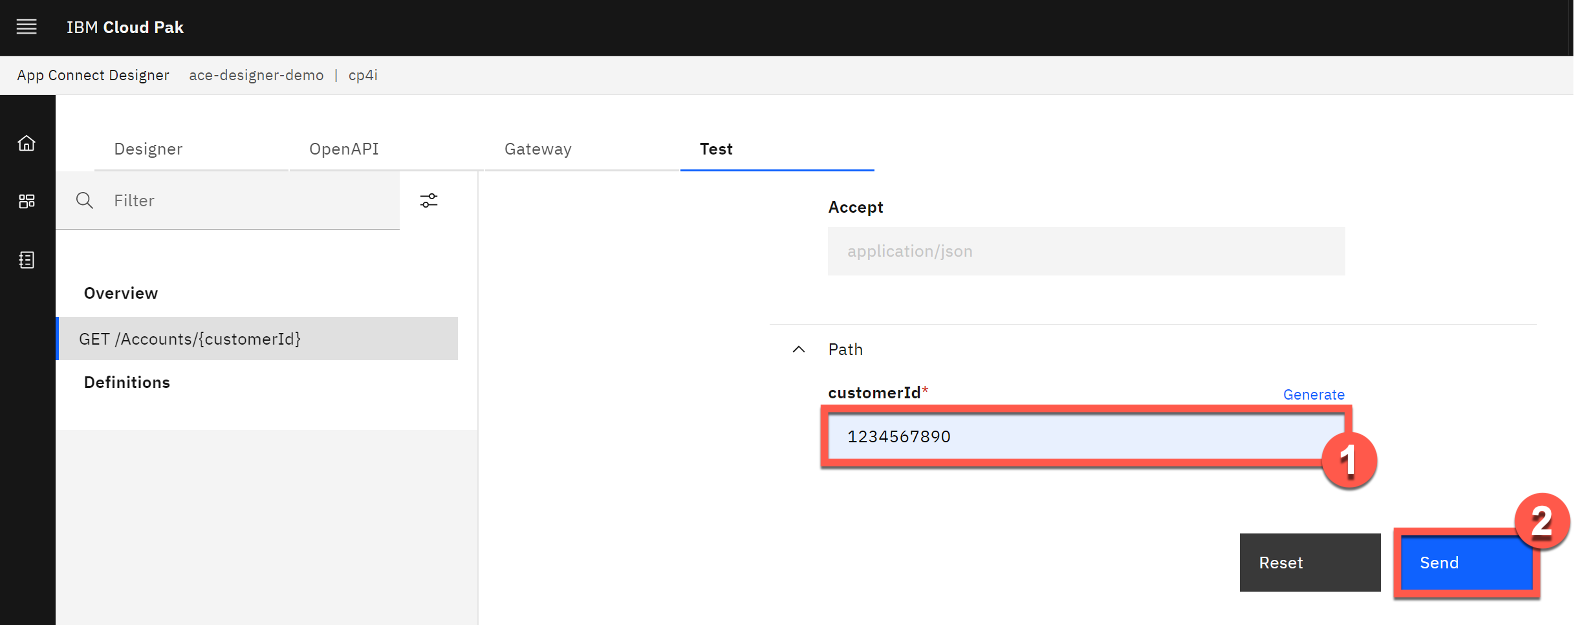 IBM Cloud Pak
App Connect Designer ace-designer-demo | cp4i
Designer OpenAPI Gateway Test
Filter
Overview
GET /Accounts/{customerId}
Definitions
Accept
application/json
Path
customerId* Generate
1234567890
1
2
Reset Send